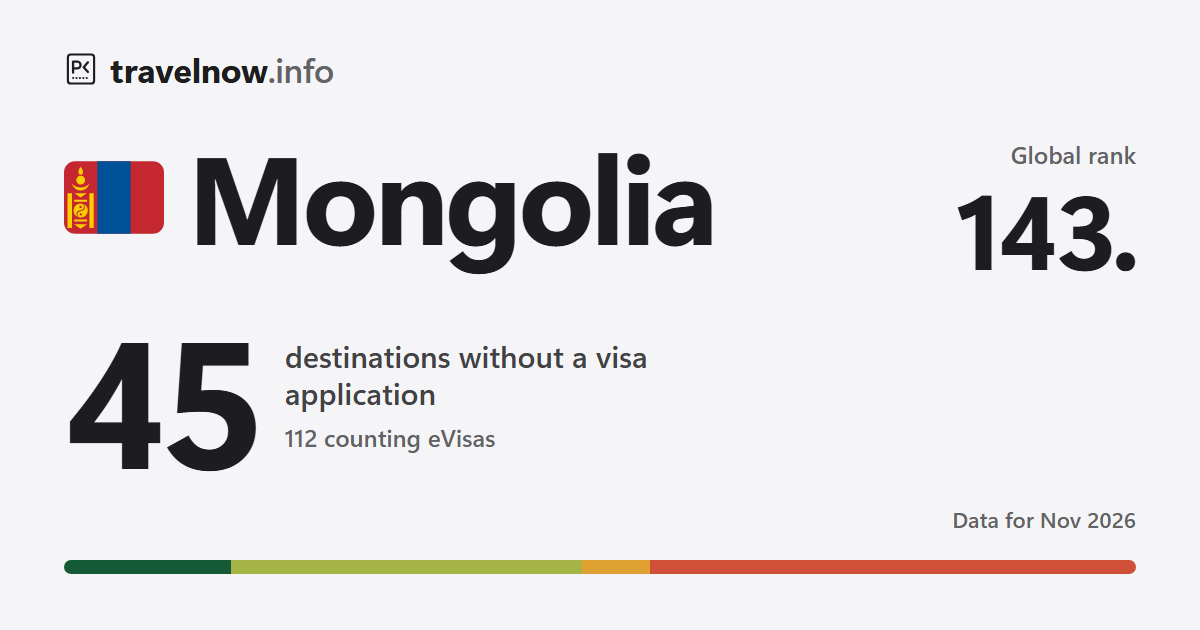 travelnow.info
Mongolia
Global rank
143.
45
destinations without a visa
application
112 counting eVisas
Data for Nov 2026